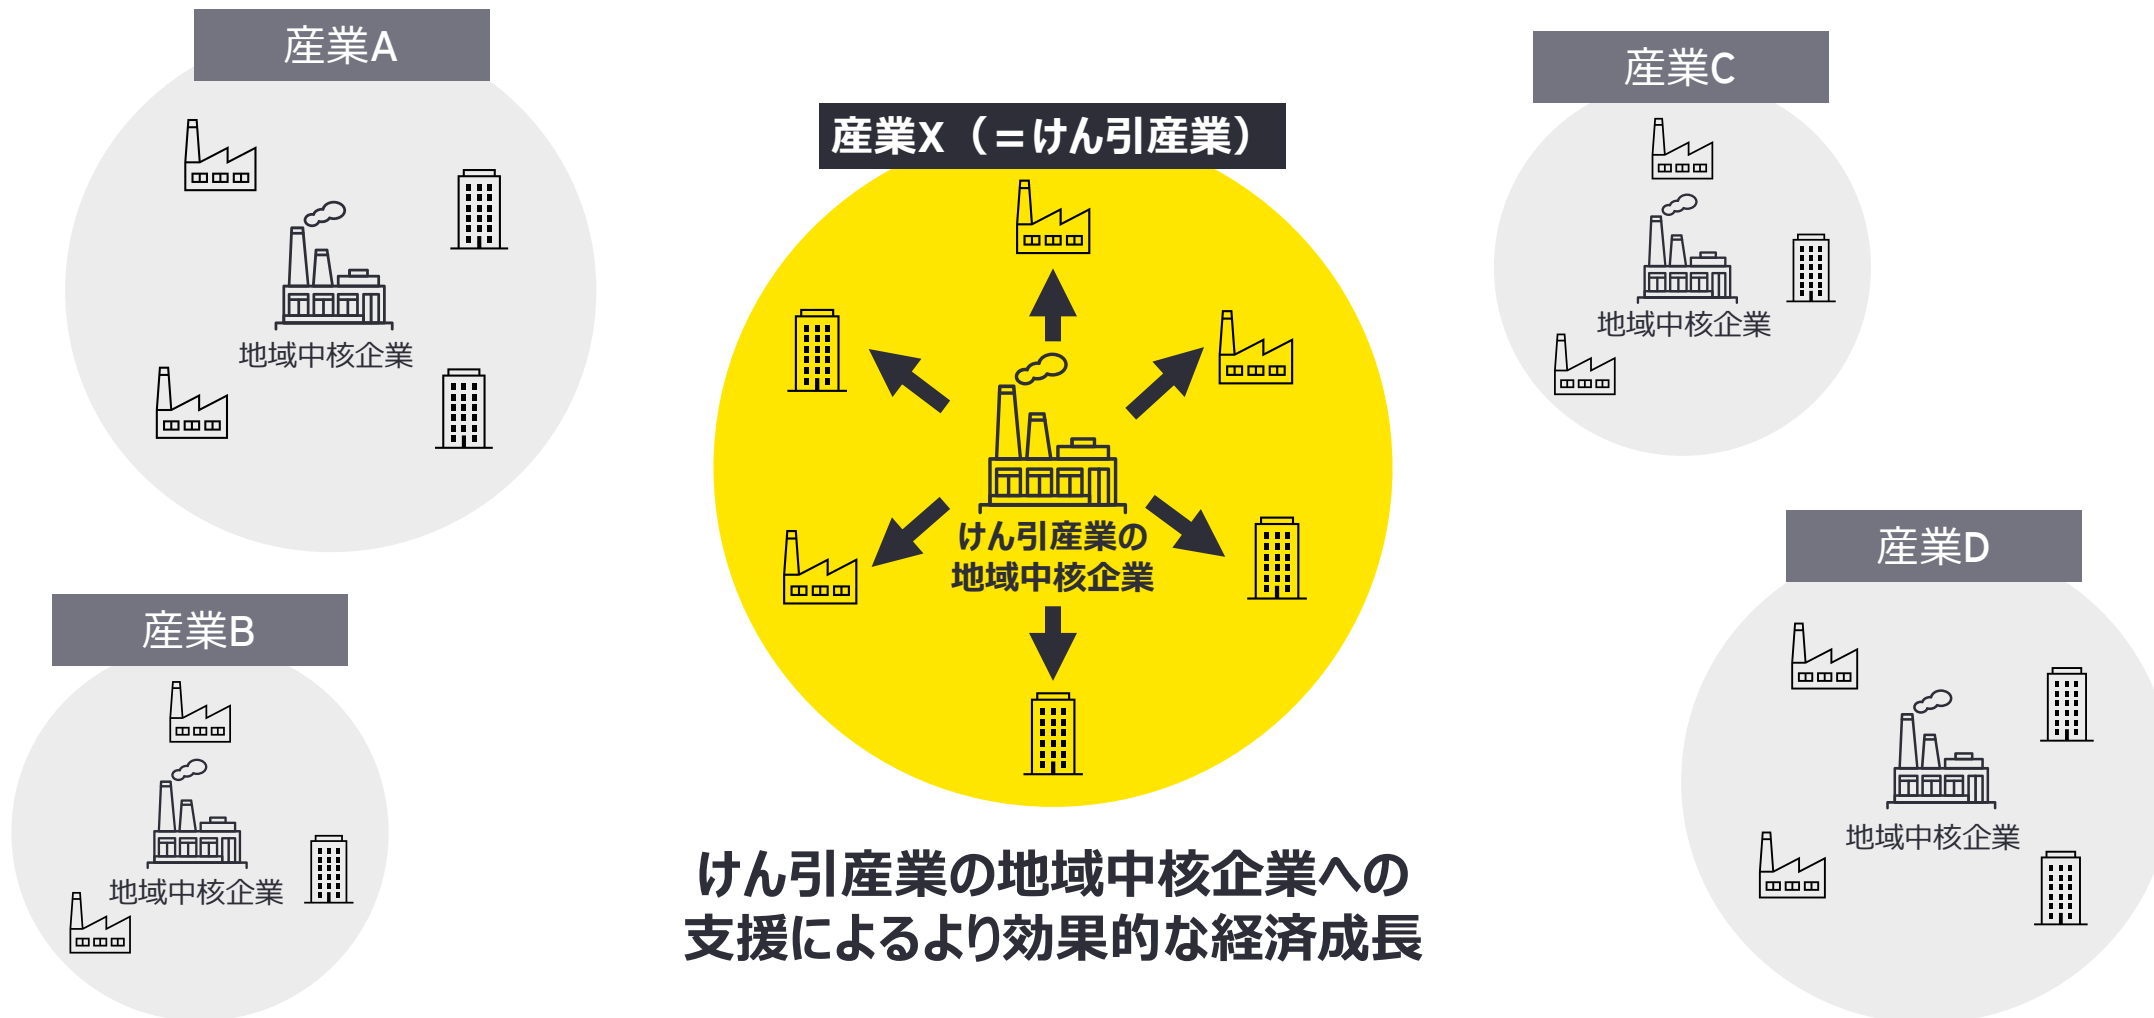 産業A
地域中核企業
産業B
地域中核企業
産業X（＝けん引産業）
けん引産業の
地域中核企業
けん引産業の地域中核企業への
支援によるより効果的な経済成長
産業C
地域中核企業
産業D
地域中核企業